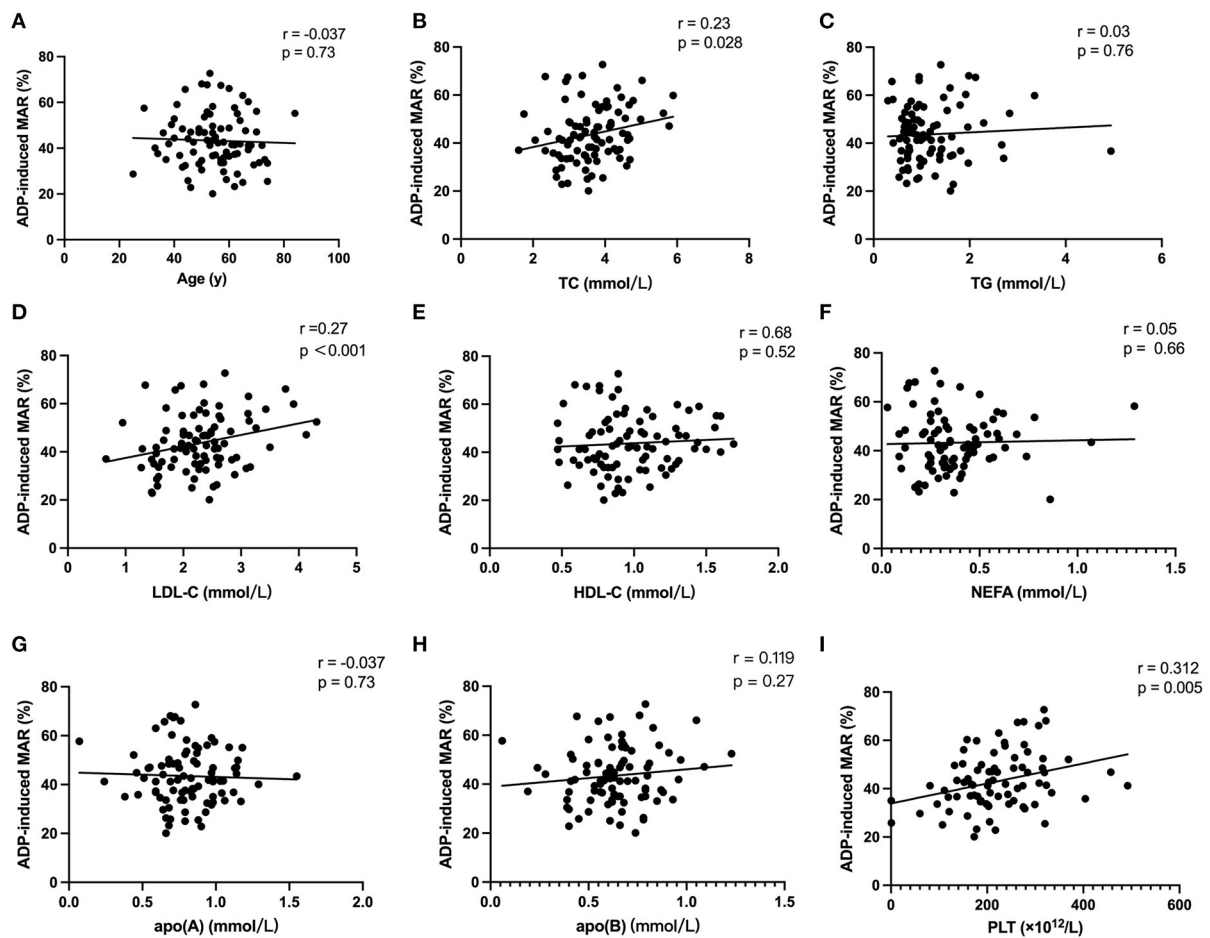 A
r = -0.037
p = 0.73
ADP-induced MAR (%)
80
60
40
20
0
0 20 40 60 80 100
Age (y)
B
r = 0.23
p = 0.028
ADP-induced MAR (%)
80
60
40
20
0
0 2 4 6 8
TC (mmol/L)
C
r = 0.03
p = 0.76
ADP-induced MAR (%)
80
60
40
20
0
0 2 4 6
TG (mmol/L)
D
r =0.27
p <0.001
ADP-induced MAR (%)
80
60
40
20
0
0 1 2 3 4 5
LDL-C (mmol/L)
E
r = 0.68
p = 0.52
ADP-induced MAR (%)
80
60
40
20
0
0.0 0.5 1.0 1.5 2.0
HDL-C (mmol/L)
F
r = 0.05
p = 0.66
ADP-induced MAR (%)
80
60
40
20
0
0.0 0.5 1.0 1.5
NEFA (mmol/L)
G
r = -0.037
p = 0.73
ADP-induced MAR (%)
80
60
40
20
0
0.0 0.5 1.0 1.5 2.0
apo(A) (mmol/L)
H
r = 0.119
p = 0.27
ADP-induced MAR (%)
80
60
40
20
0
0.0 0.5 1.0 1.5
apo(B) (mmol/L)
I
r = 0.312
p = 0.005
ADP-induced MAR (%)
80
60
40
20
0
0 200 400 600
PLT (×10¹²/L)